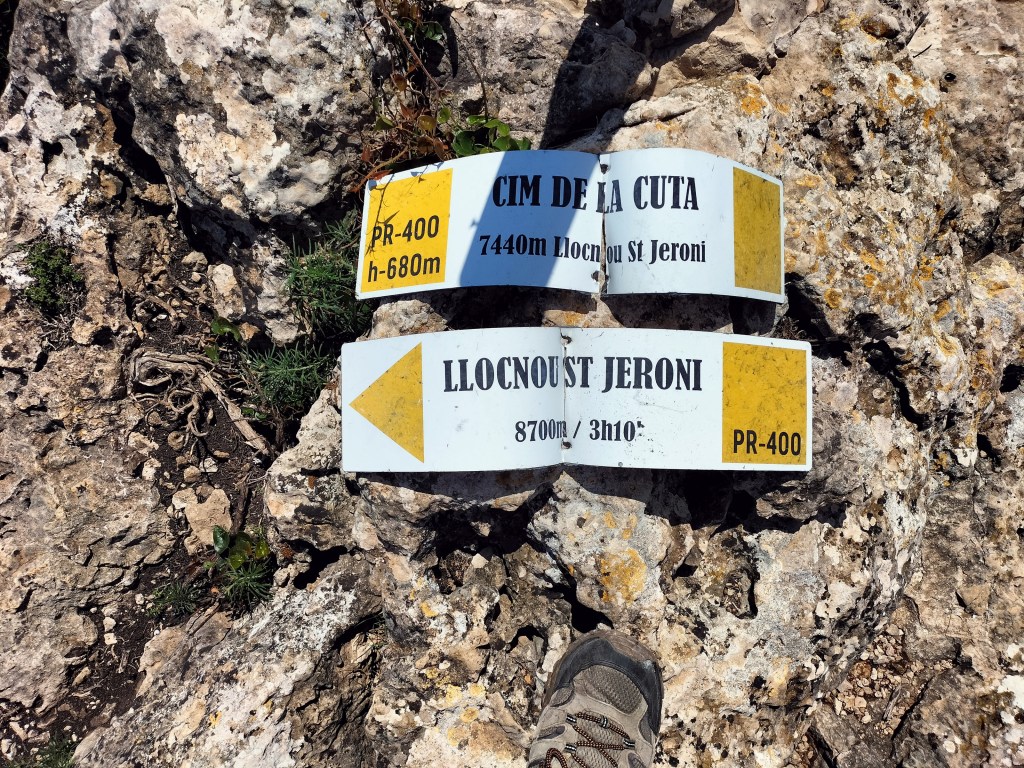 CIM DE LA CUTA
PR-400
h-680m
7440m Llocnou St Jeroni
LLOCNOU ST JERONI
8700m / 3h10'
PR-400